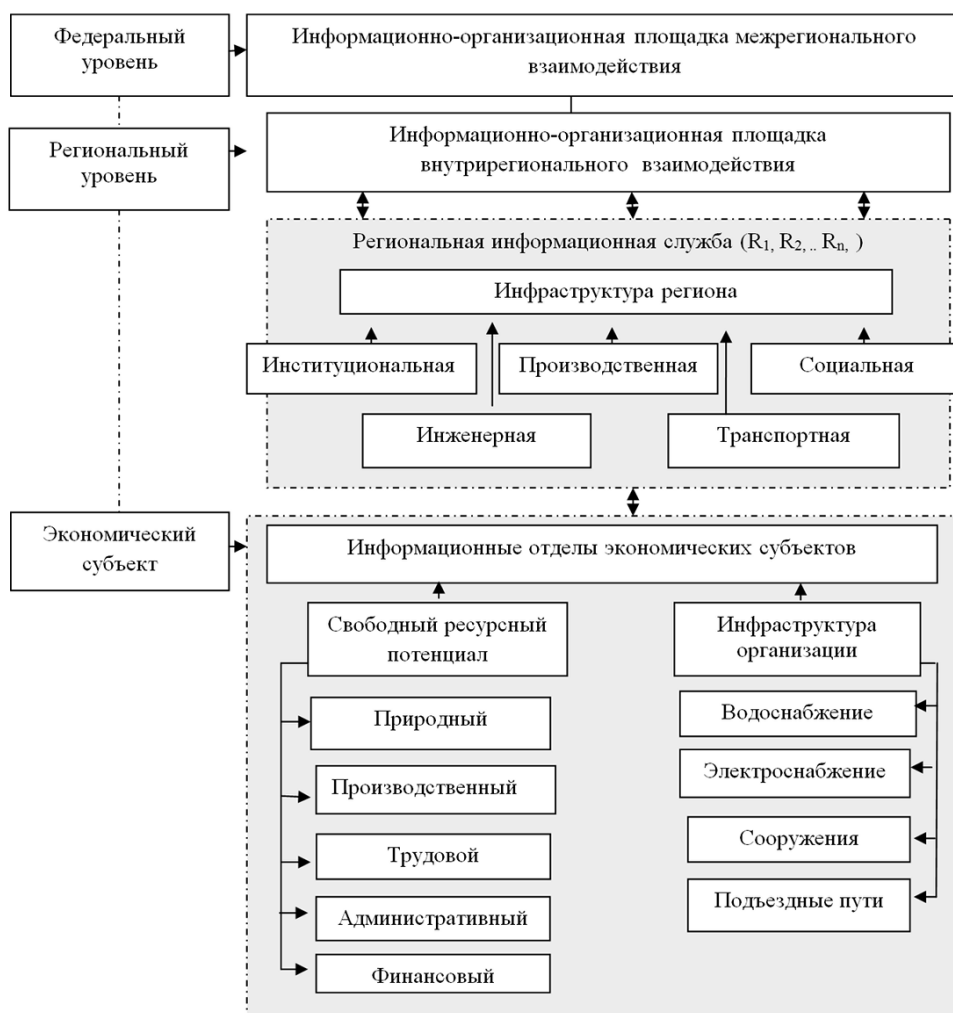 Федеральный
уровень
Информационно-организационная площадка межрегионального
взаимодействия
Региональный
уровень
Информационно-организационная площадка
внутрирегионального взаимодействия
Региональная информационная служба (R1, R2, .. Rn, )
Инфраструктура региона
Институциональная
Производственная
Социальная
Инженерная
Транспортная
Экономический
субъект
Информационные отделы экономических субъектов
Свободный ресурсный
потенциал
Природный
Производственный
Трудовой
Административный
Финансовый
Инфраструктура
организации
Водоснабжение
Электроснабжение
Сооружения
Подъездные пути